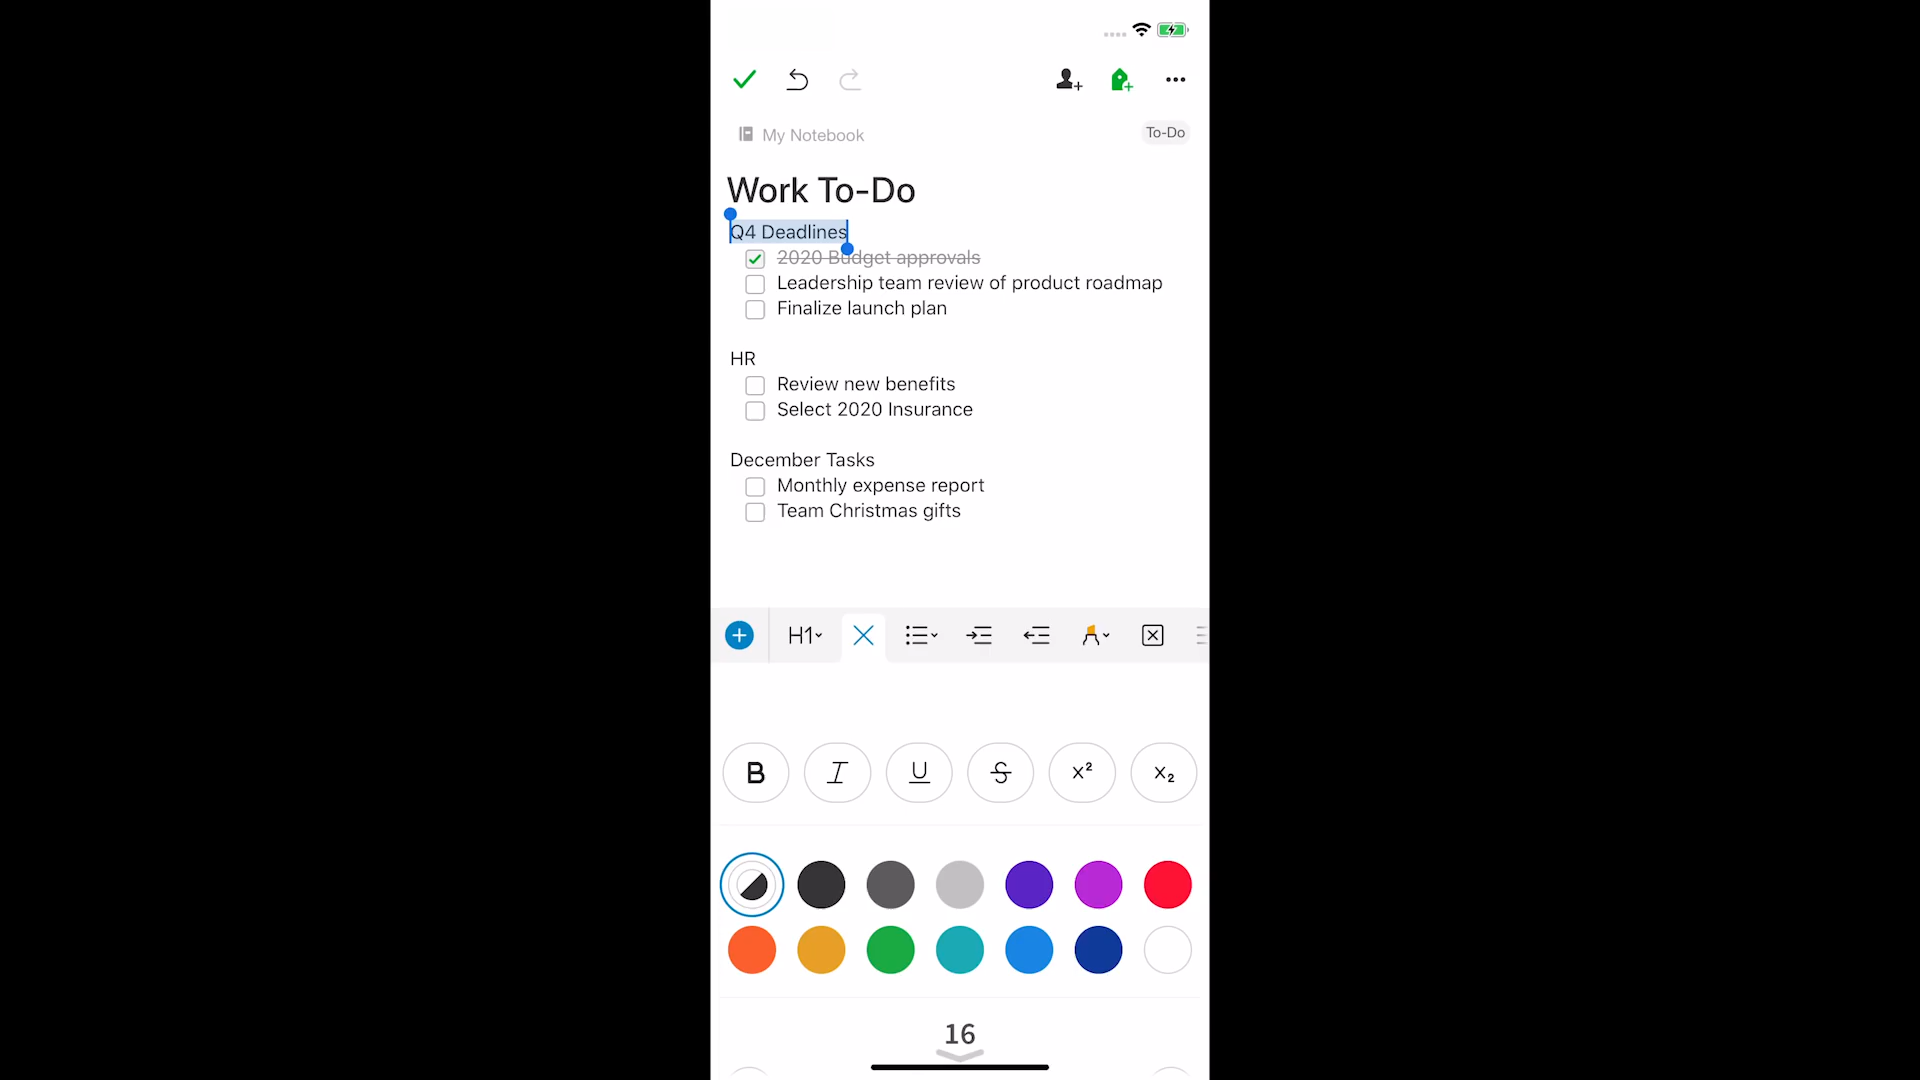 My Notebook
To-Do
Work To-Do
Q4 Deadlines
2020 Budget approvals
Leadership team review of product roadmap
Finalize launch plan
HR
Review new benefits
Select 2020 Insurance
December Tasks
Monthly expense report
Team Christmas gifts
H1
B I U S x² x₂
16